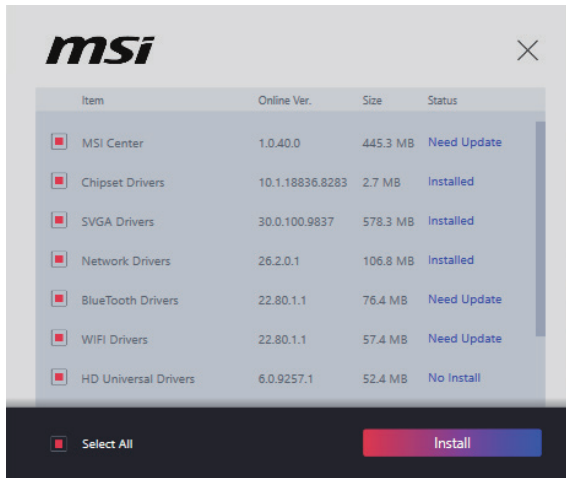 msi
Item Online Ver. Size Status
MSI Center 1.0.40.0 445.3 MB Need Update
Chipset Drivers 10.1.18836.8283 2.7 MB Installed
SVGA Drivers 30.0.100.9837 578.3 MB Installed
Network Drivers 26.2.0.1 106.8 MB Installed
BlueTooth Drivers 22.80.1.1 76.4 MB Need Update
WIFI Drivers 22.80.1.1 57.4 MB Need Update
HD Universal Drivers 6.0.9257.1 52.4 MB No Install
Select All Install